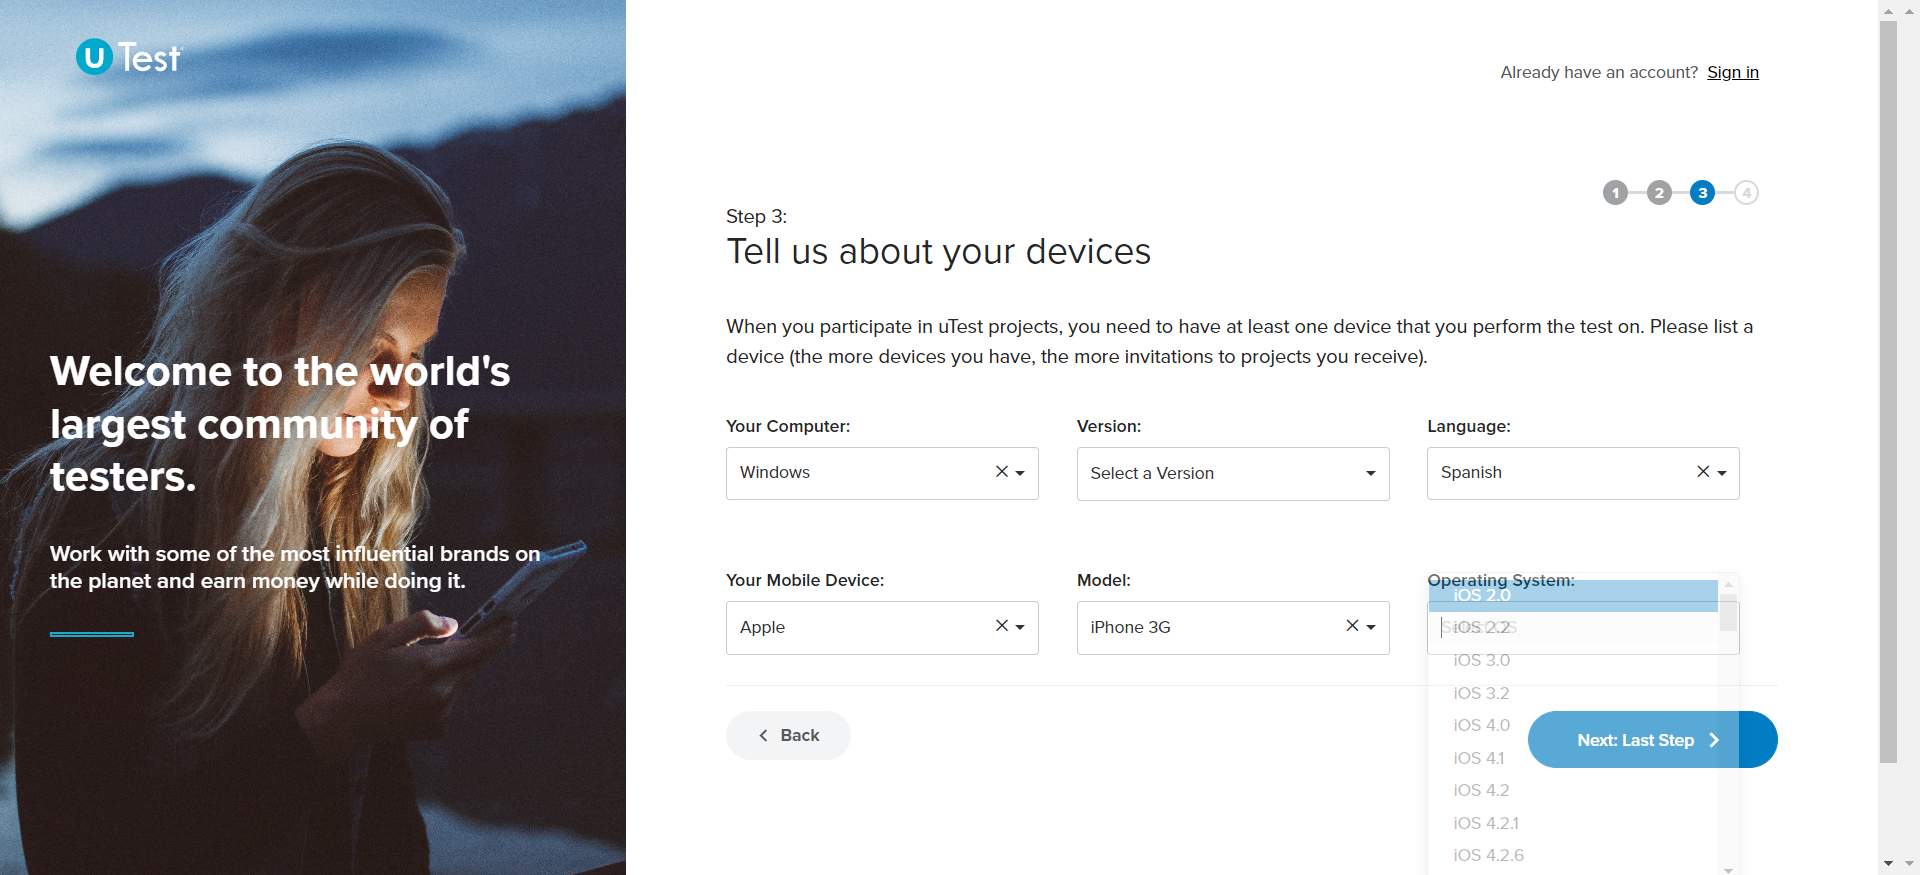 U Test
Already have an account? Sign in
1 2 3 4
Step 3:
Tell us about your devices
When you participate in uTest projects, you need to have at least one device that you perform the test on. Please list a
device (the more devices you have, the more invitations to projects you receive).
Welcome to the world's
largest community of
testers.
Work with some of the most influential brands on
the planet and earn money while doing it.
Your Computer: Version: Language:
Windows Select a Version Spanish
Your Mobile Device: Model: Operating System:
Apple iPhone 3G Select OS
iOS 2.0
iOS 2.2
iOS 3.0
iOS 3.2
iOS 4.0
iOS 4.1
iOS 4.2
iOS 4.2.1
iOS 4.2.6
Back Next: Last Step